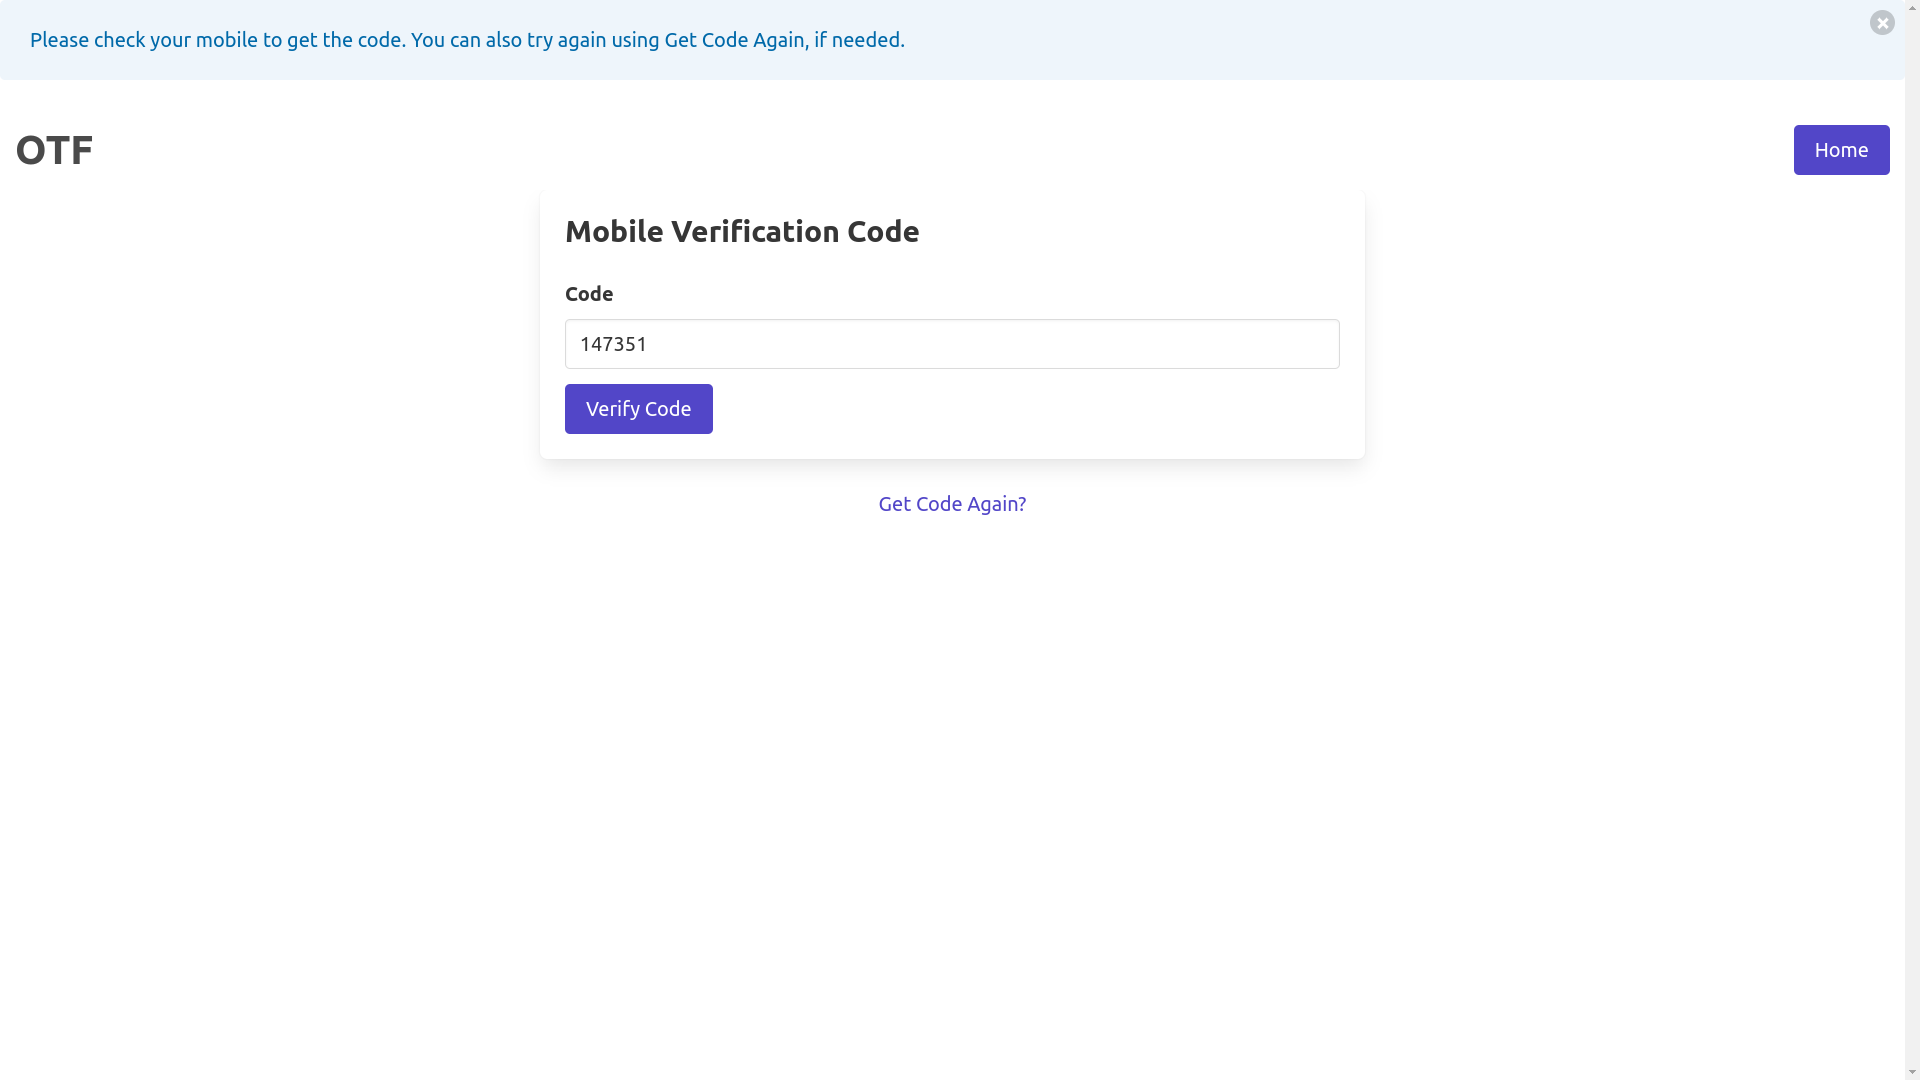 Please check your mobile to get the code. You can also try again using Get Code Again, if needed.
OTF
Home
Mobile Verification Code
Code
147351
Verify Code
Get Code Again?